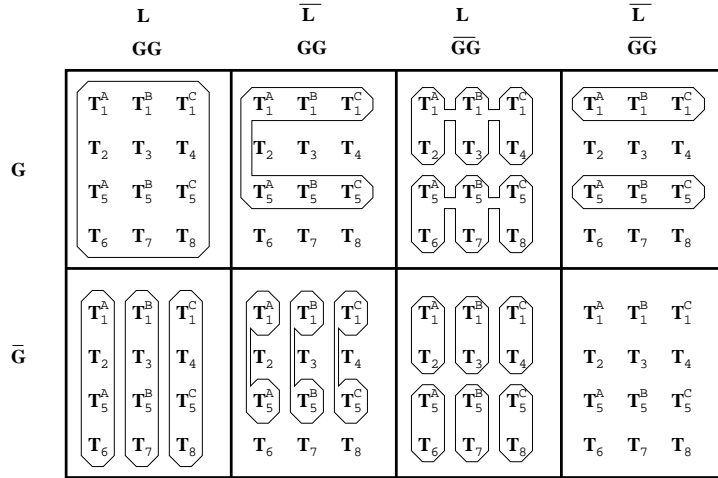 L L̅ L L̅
GG GG G̅G̅ G̅G̅
T₁ᴬ T₁ᴮ T₁ꟲ T₁ᴬ T₁ᴮ T₁ꟲ T₁ᴬ T₁ᴮ T₁ꟲ T₁ᴬ T₁ᴮ T₁ꟲ
T₂ T₃ T₄ T₂ T₃ T₄ T₂ T₃ T₄ T₂ T₃ T₄
G
T₅ᴬ T₅ᴮ T₅ꟲ T₅ᴬ T₅ᴮ T₅ꟲ T₅ᴬ T₅ᴮ T₅ꟲ T₅ᴬ T₅ᴮ T₅ꟲ
T₆ T₇ T₈ T₆ T₇ T₈ T₆ T₇ T₈ T₆ T₇ T₈
T₁ᴬ T₁ᴮ T₁ꟲ T₁ᴬ T₁ᴮ T₁ꟲ T₁ᴬ T₁ᴮ T₁ꟲ T₁ᴬ T₁ᴮ T₁ꟲ
G̅ T₂ T₃ T₄ T₂ T₃ T₄ T₂ T₃ T₄ T₂ T₃ T₄
T₅ᴬ T₅ᴮ T₅ꟲ T₅ᴬ T₅ᴮ T₅ꟲ T₅ᴬ T₅ᴮ T₅ꟲ T₅ᴬ T₅ᴮ T₅ꟲ
T₆ T₇ T₈ T₆ T₇ T₈ T₆ T₇ T₈ T₆ T₇ T₈